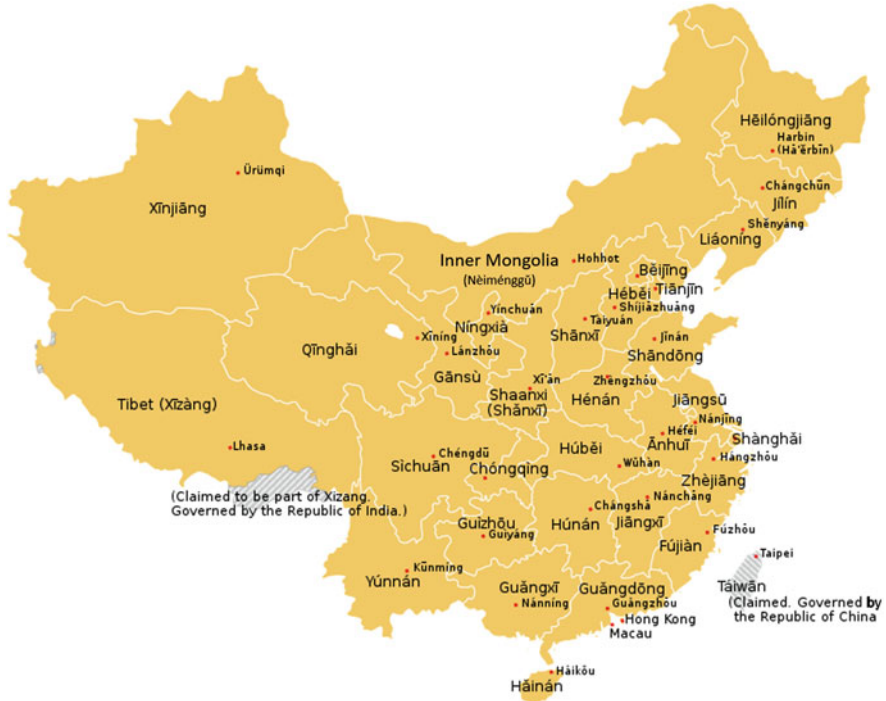 Hēilóngjiāng
Harbin
(Hā'ěrbīn)
Chángchūn
Jílín
Shěnyáng
Liáoníng
Ürümqi
Xīnjiāng
Inner Mongolia
(Nèiménggǔ)
Hohhot
Běijīng
Tiānjīn
Héběi
Shíjiāzhuāng
Yínchuān
Níngxià
Tàiyuán
Shānxī
Xīníng
Jǐnán
Qīnghǎi
Lánzhōu
Shāndōng
Gānsù
Xī'ān
Zhèngzhōu
Shaanxi
(Shǎnxī)
Hénán
Jiāngsū
Tibet (Xīzàng)
Nánjīng
Héféi
Shànghǎi
Ānhuī
Lhasa
Chéngdū
Húběi
Hángzhōu
Sìchuān
Wǔhàn
Chóngqìng
Zhèjiāng
(Claimed to be part of Xizang.
Governed by the Republic of India.)
Nánchāng
Chángshā
Guìzhōu
Húnán
Jiāngxī
Guìyáng
Fúzhōu
Fújiàn
Taipei
Kūnmíng
Yúnnán
Guǎngxī
Guǎngdōng
Táiwān
Nánníng
Guǎngzhōu
(Claimed. Governed by
the Republic of China
Hong Kong
Macau
Hǎikǒu
Hǎinán